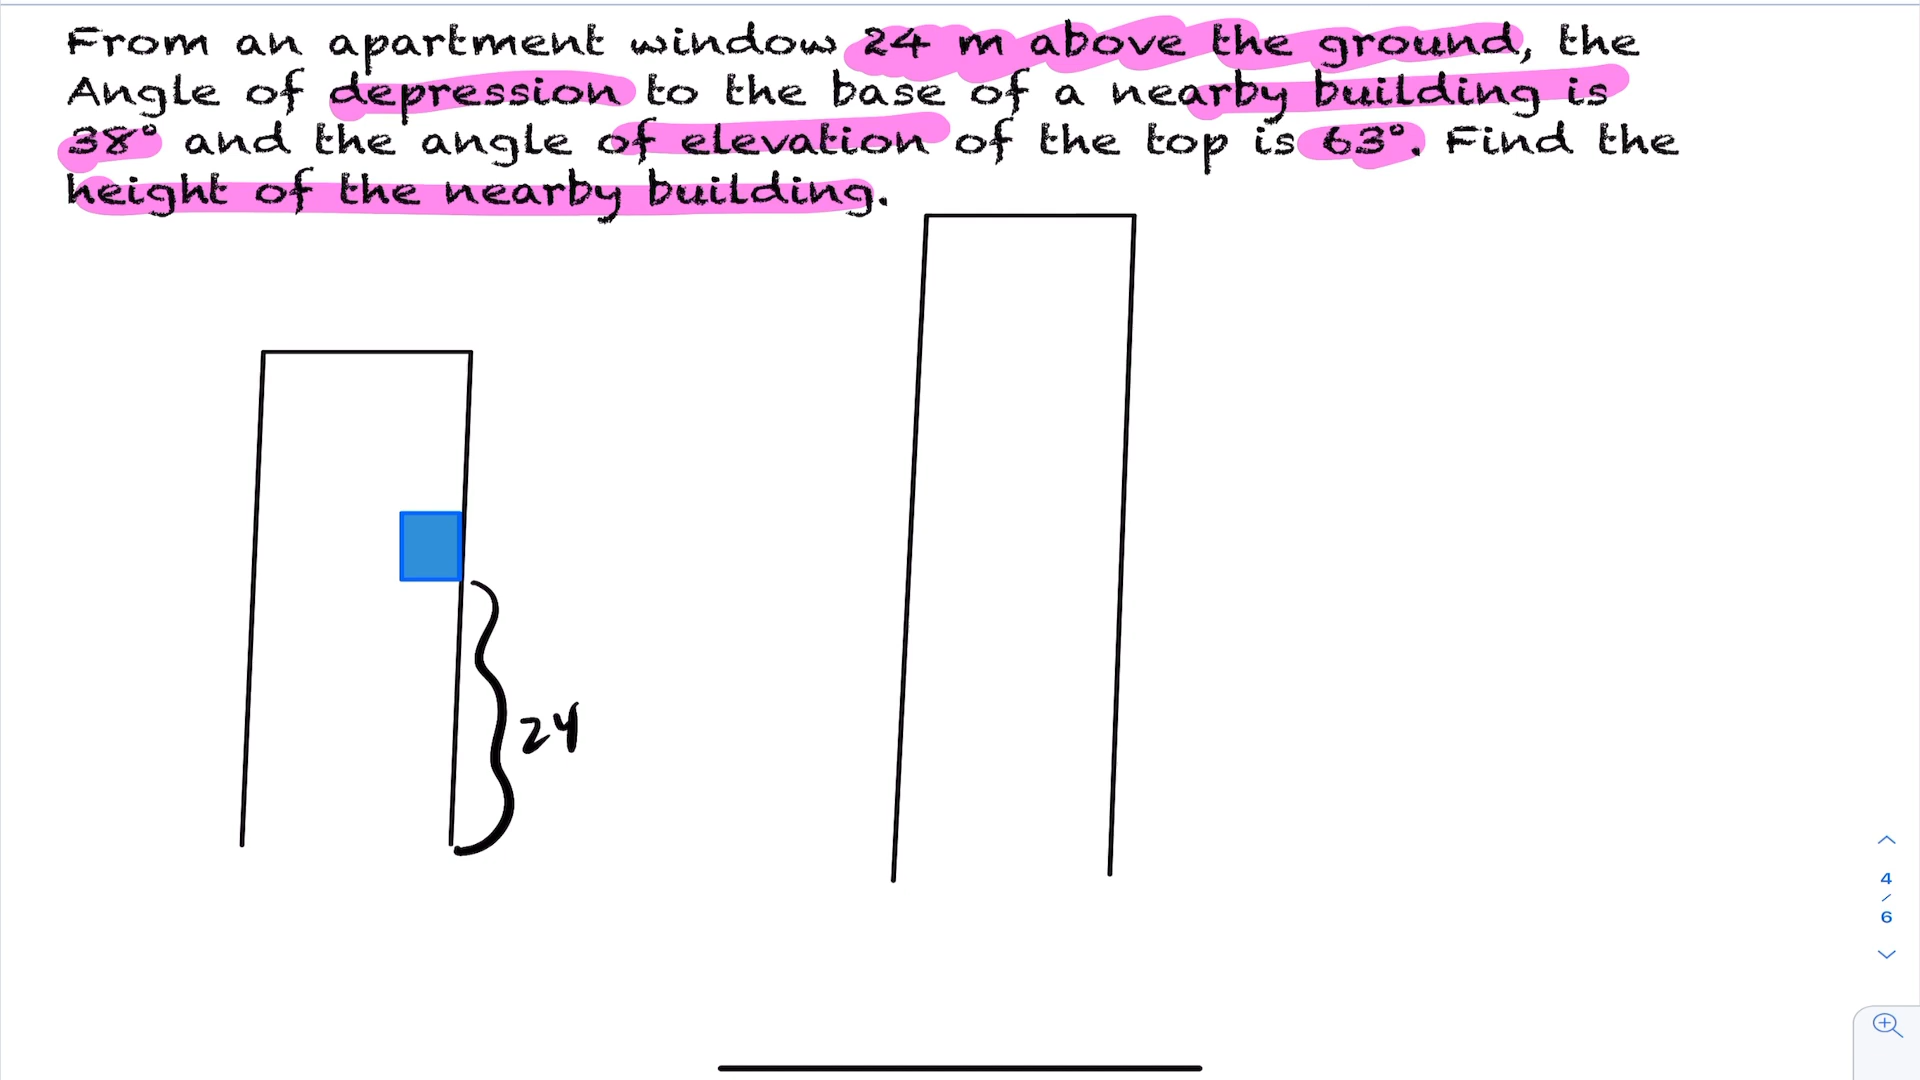 From an apartment window 24 m above the ground, the
Angle of depression to the base of a nearby building is
38° and the angle of elevation of the top is 63°. Find the
height of the nearby building.
24
4
/
6